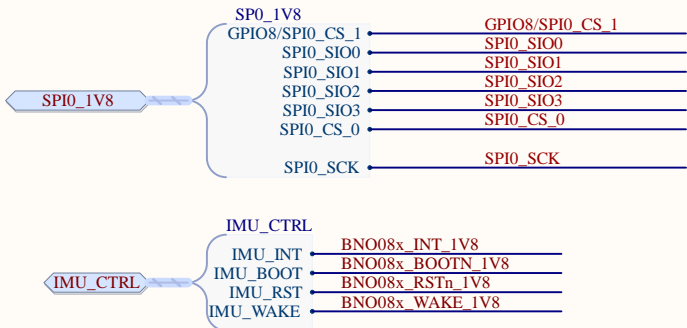 SP0_1V8
GPIO8/SPI0_CS_1 GPIO8/SPI0_CS_1
SPI0_SIO0 SPI0_SIO0
SPI0_SIO1 SPI0_SIO1
SPI0_SIO2 SPI0_SIO2
SPI0_1V8
SPI0_SIO3 SPI0_SIO3
SPI0_CS_0 SPI0_CS_0
SPI0_SCK SPI0_SCK
IMU_CTRL
IMU_INT BNO08x_INT_1V8
IMU_BOOT BNO08x_BOOTN_1V8
IMU_CTRL
IMU_RST BNO08x_RSTn_1V8
IMU_WAKE BNO08x_WAKE_1V8